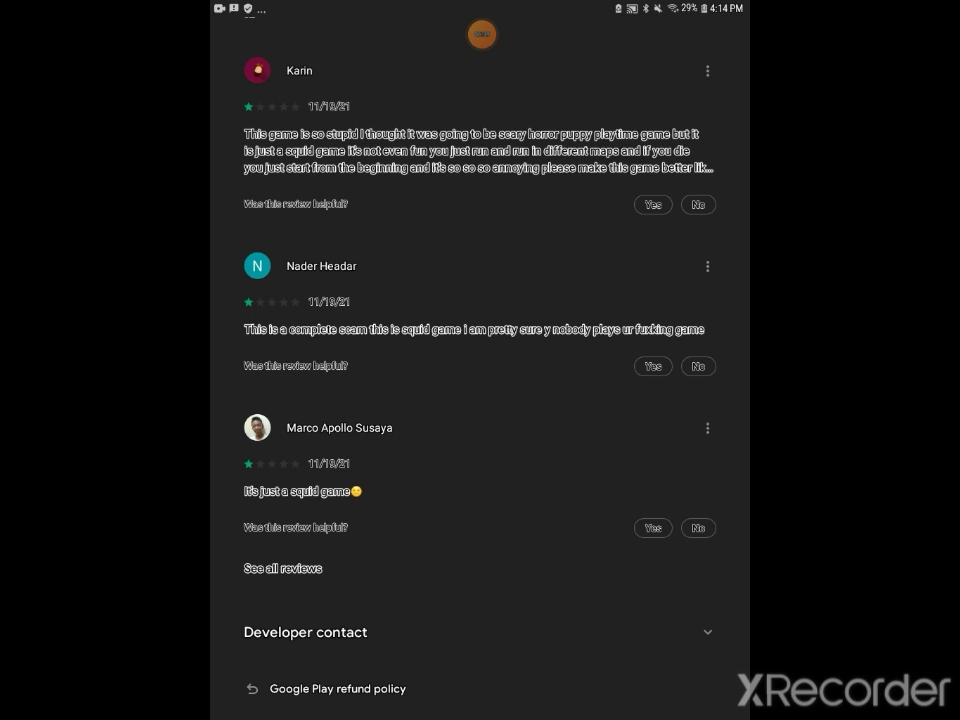 ... 29% 4:14 PM
Karin
11/18/21
This game is so stupid I thought it was going to be scary horror puppy playtime game but it
is just a squid game it's not even fun you just run and run in different maps and if you die
you just start from the beginning and it's so so so annoying please make this game better lik...
Was this review helpful? Yes No
N Nader Headar
11/18/21
This is a complete scam this is squid game i am pretty sure y nobody plays ur fuxking game
Was this review helpful? Yes No
Marco Apollo Susaya
11/18/21
It's just a squid game😶
Was this review helpful? Yes No
See all reviews
Developer contact
Google Play refund policy
XRecorder